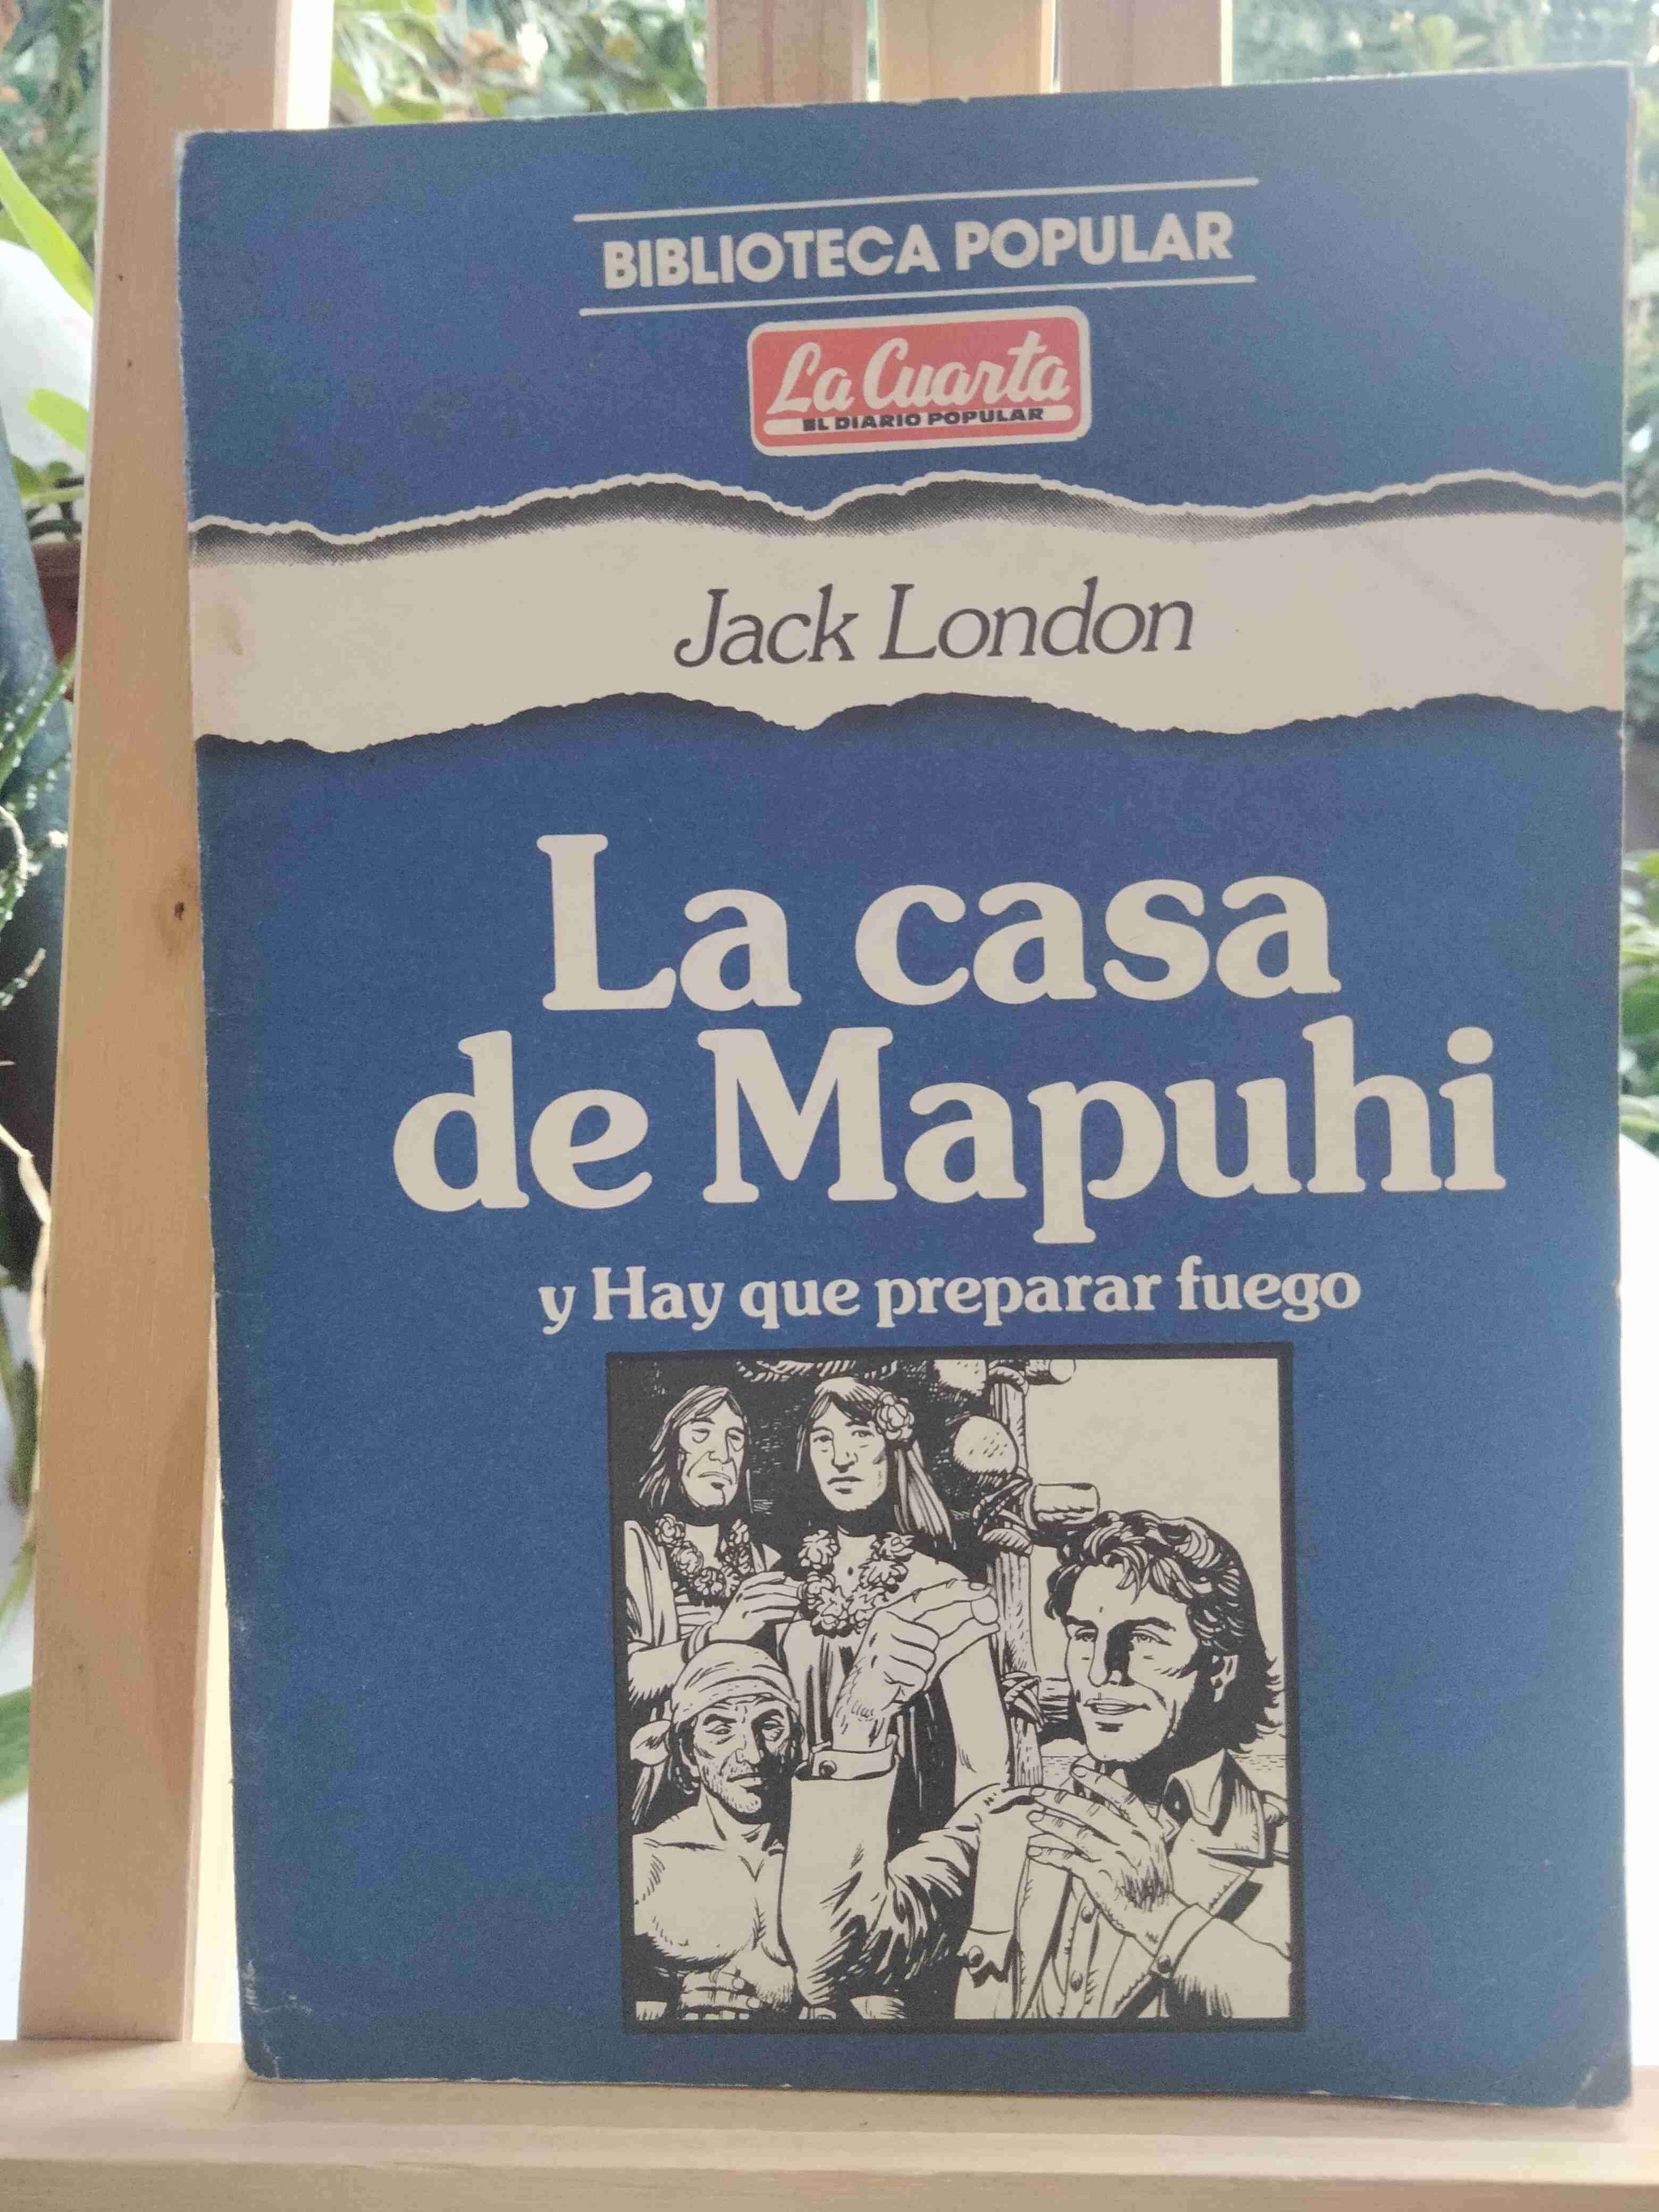 BIBLIOTECA POPULAR
La Cuarta
EL DIARIO POPULAR
Jack London
La casa
de Mapuhi
y Hay que preparar fuego